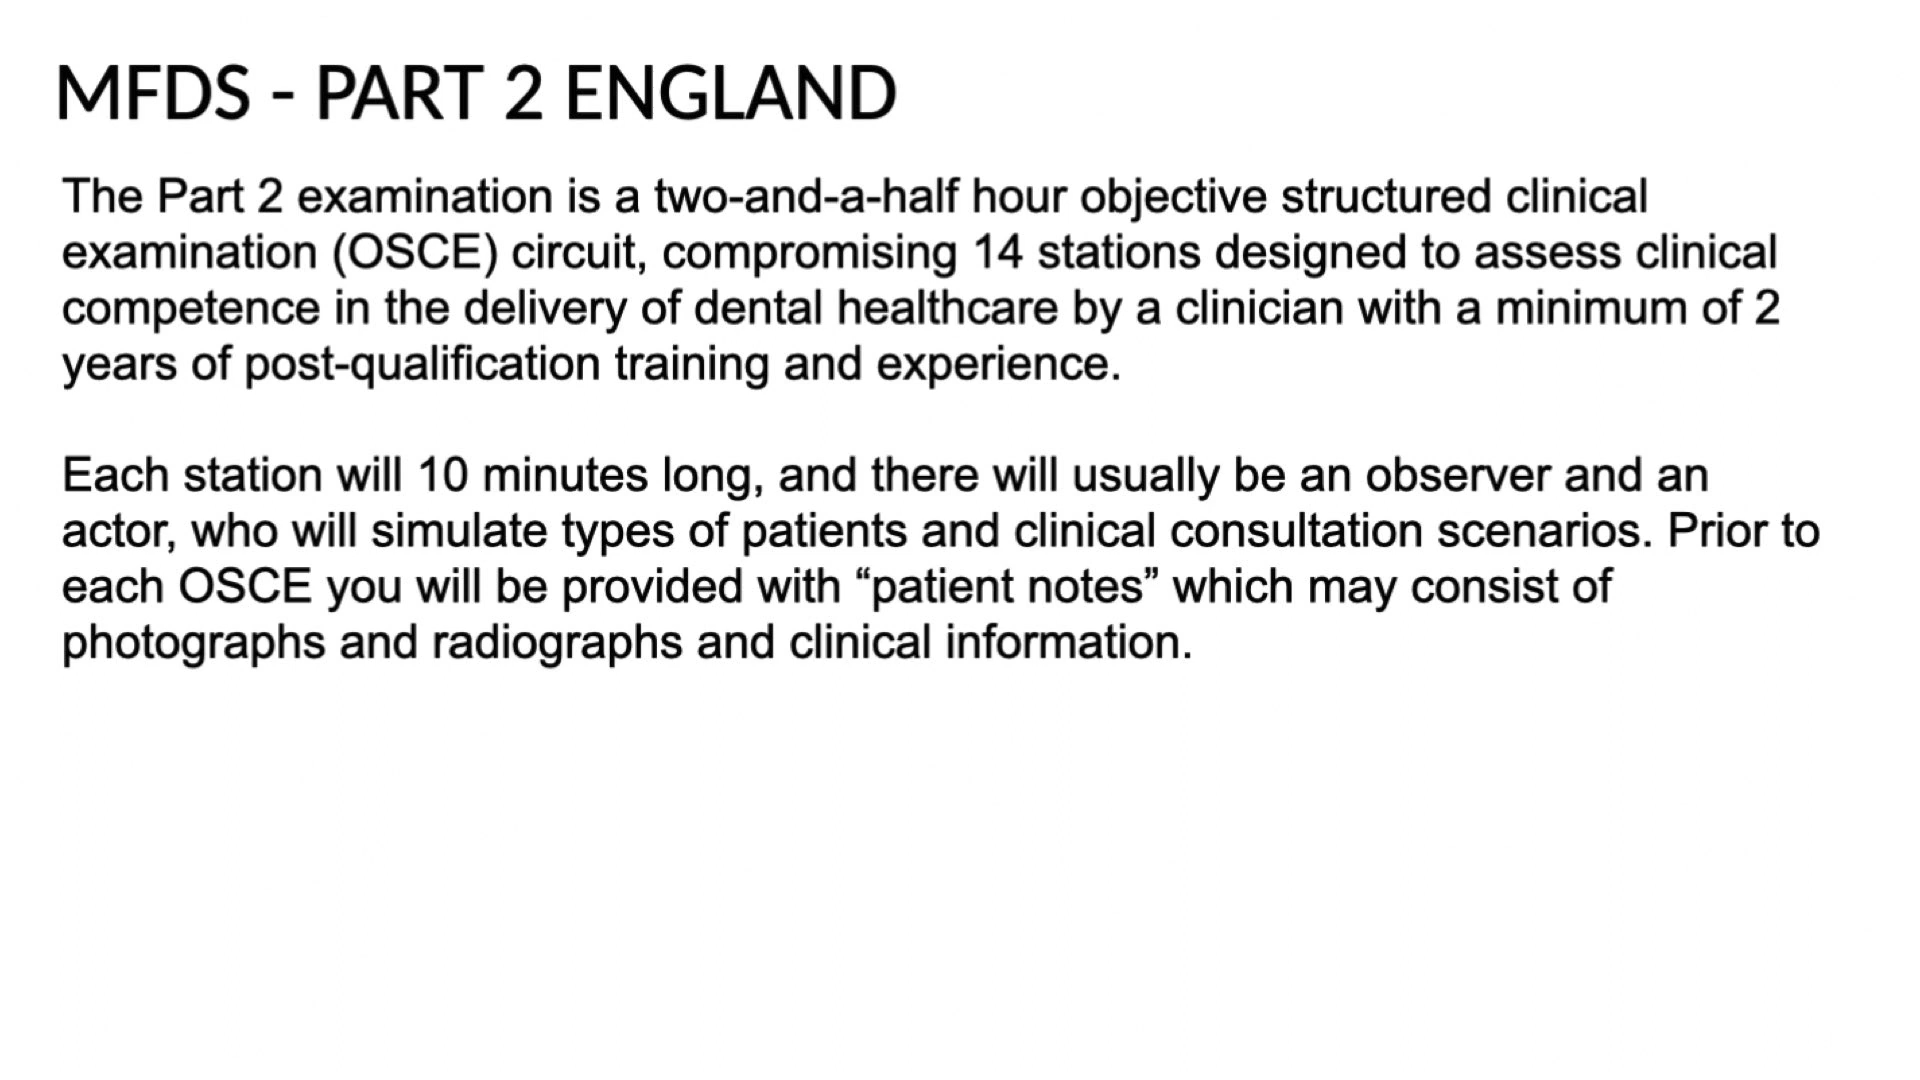 MFDS - PART 2 ENGLAND
The Part 2 examination is a two-and-a-half hour objective structured clinical
examination (OSCE) circuit, compromising 14 stations designed to assess clinical
competence in the delivery of dental healthcare by a clinician with a minimum of 2
years of post-qualification training and experience.
Each station will 10 minutes long, and there will usually be an observer and an
actor, who will simulate types of patients and clinical consultation scenarios. Prior to
each OSCE you will be provided with “patient notes” which may consist of
photographs and radiographs and clinical information.